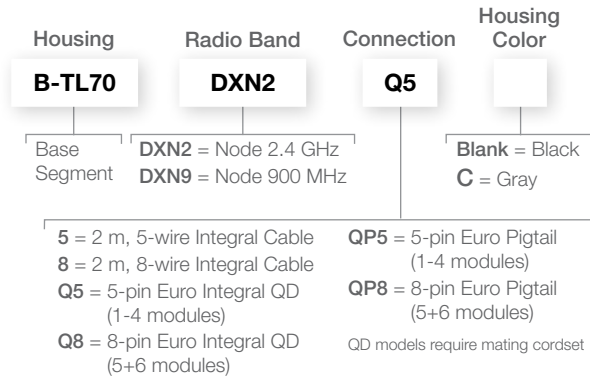 Housing
Radio Band
Connection
Housing
Color
B-TL70
DXN2
Q5
Base
Segment
DXN2 = Node 2.4 GHz
DXN9 = Node 900 MHz
Blank = Black
C = Gray
5 = 2 m, 5-wire Integral Cable
8 = 2 m, 8-wire Integral Cable
Q5 = 5-pin Euro Integral QD
(1-4 modules)
Q8 = 8-pin Euro Integral QD
(5+6 modules)
QP5 = 5-pin Euro Pigtail
(1-4 modules)
QP8 = 8-pin Euro Pigtail
(5+6 modules)
QD models require mating cordset